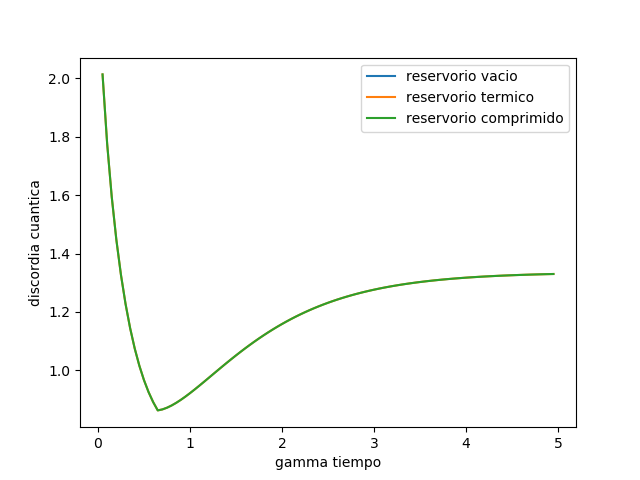 2.0
1.8
1.6
1.4
1.2
1.0
discordia cuantica
reservorio vacio
reservorio termico
reservorio comprimido
0
1
2
3
4
5
gamma tiempo